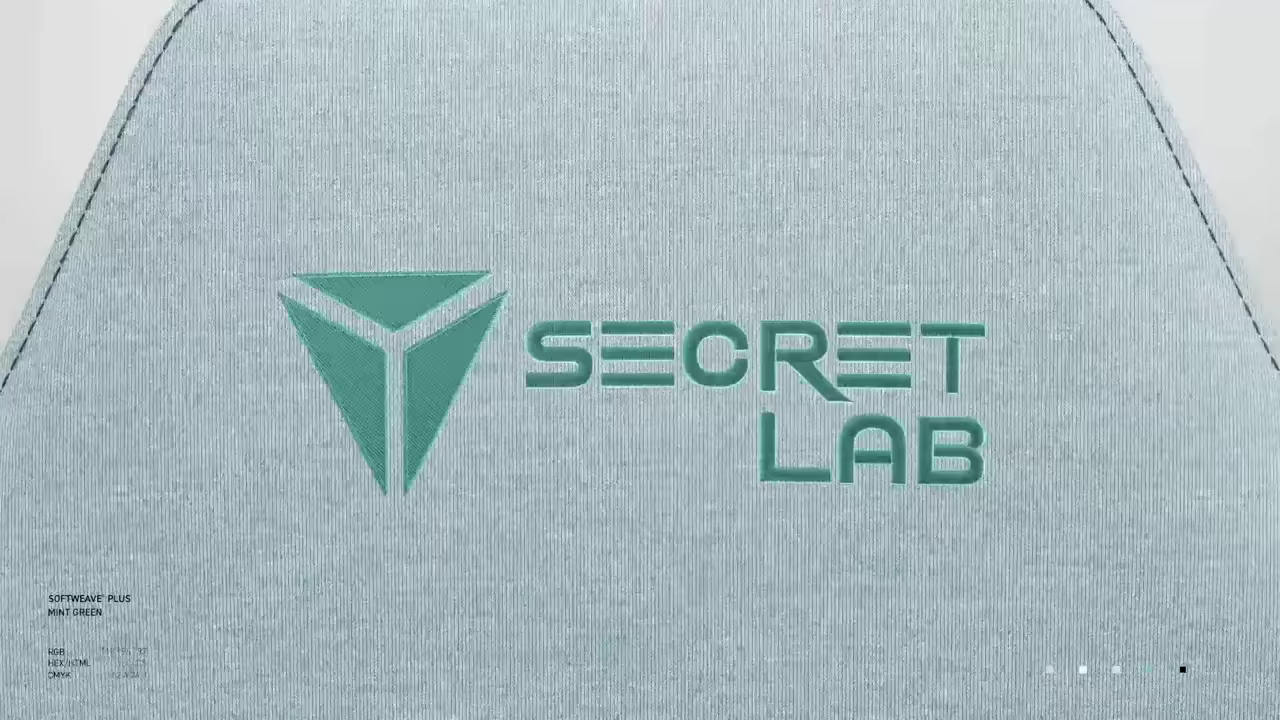 SECRET
LAB
SOFTWEAVE® PLUS
MINT GREEN
RGB
HEX/HTML
CMYK